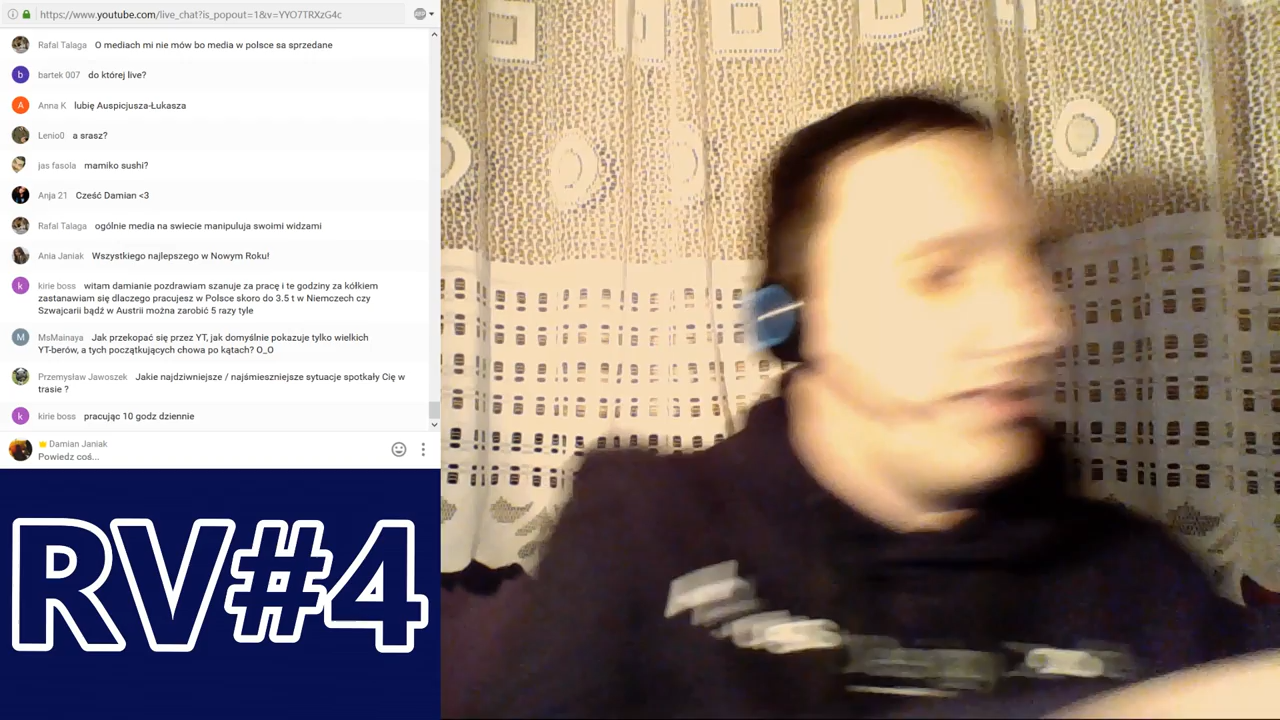 https://www.youtube.com/live_chat?is_popout=1&v=YYO7TRXzG4c
Rafal Talaga O mediach mi nie mów bo media w polsce sa sprzedane
b bartek 007 do której live?
A Anna K lubię Auspicjusza-Łukasza
Lenio0 a srasz?
jas fasola mamiko sushi?
Anja 21 Cześć Damian <3
Rafal Talaga ogólnie media na swiecie manipuluja swoimi widzami
Ania Janiak Wszystkiego najlepszego w Nowym Roku!
k kirie boss witam damianie pozdrawiam szanuje za pracę i te godziny za kółkiem
zastanawiam się dlaczego pracujesz w Polsce skoro do 3.5 t w Niemczech czy
Szwajcarii bądź w Austrii można zarobić 5 razy tyle
M MsMainaya Jak przekopać się przez YT, jak domyślnie pokazuje tylko wielkich
YT-berów, a tych początkujących chowa po kątach? O_O
Przemysław Jawoszek Jakie najdziwniejsze / najśmieszniejsze sytuacje spotkały Cię w
trasie ?
k kirie boss pracując 10 godz dziennie
Damian Janiak
Powiedz coś...
RV#4